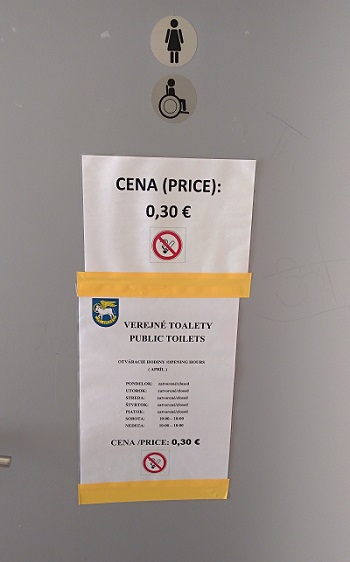 CENA (PRICE):
0,30 €
VEREJNÉ TOALETY
PUBLIC TOILETS
OTVÁRACIE HODINY /OPENING HOURS
( APRÍL )
PONDELOK: zatvorené/closed
UTOROK: zatvorené/closed
STREDA: zatvorené/closed
ŠTVRTOK: zatvorené/closed
PIATOK: zatvorené/closed
SOBOTA: 10:00 - 18:00
NEDEĽA: 10:00 - 18:00
CENA /PRICE: 0,30 €